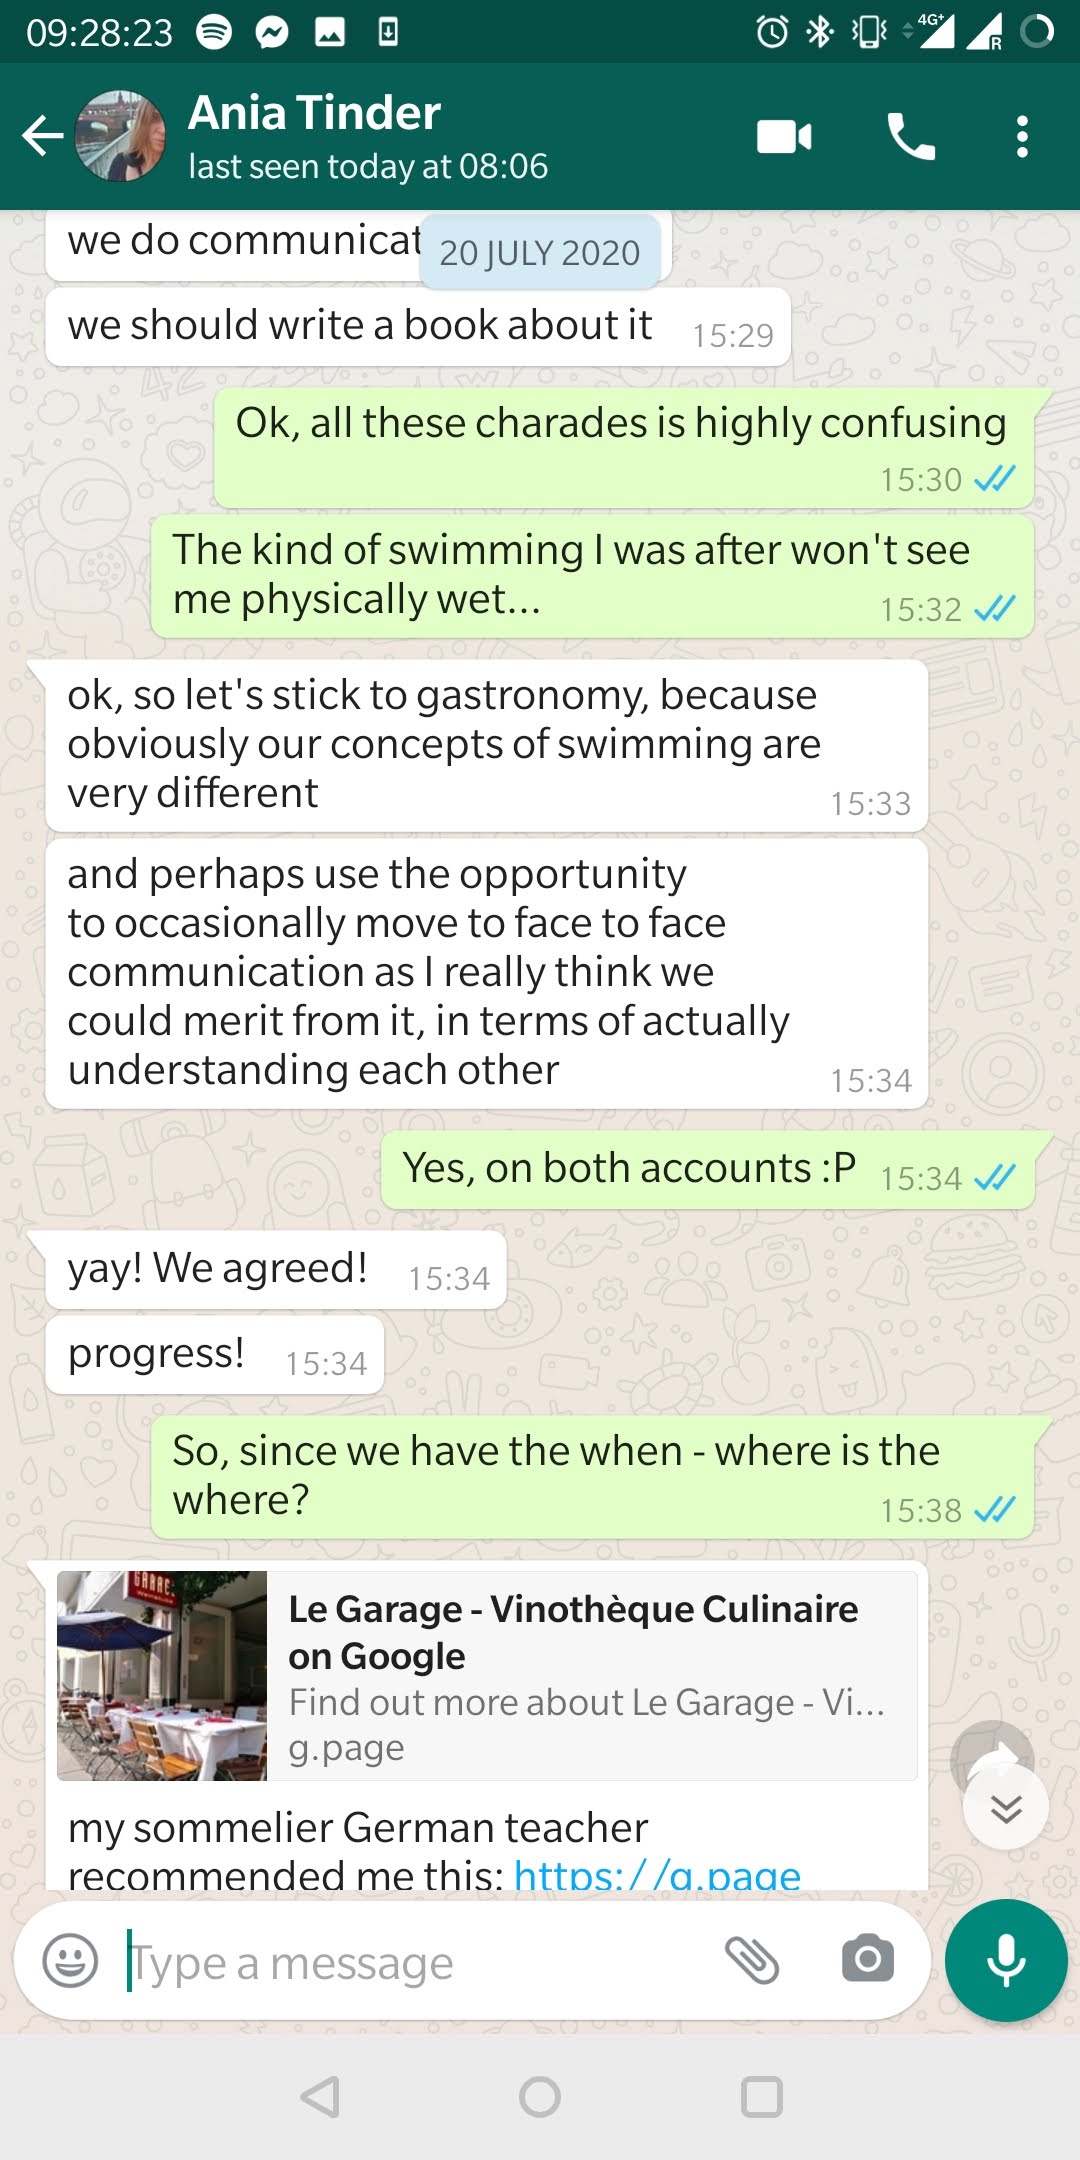 09:28:23
4G+
R
Ania Tinder
last seen today at 08:06
we do communicat
20 JULY 2020
we should write a book about it 15:29
Ok, all these charades is highly confusing
15:30
The kind of swimming I was after won't see
me physically wet... 15:32
ok, so let's stick to gastronomy, because
obviously our concepts of swimming are
very different 15:33
and perhaps use the opportunity
to occasionally move to face to face
communication as I really think we
could merit from it, in terms of actually
understanding each other 15:34
Yes, on both accounts :P 15:34
yay! We agreed! 15:34
progress! 15:34
So, since we have the when - where is the
where? 15:38
Le Garage - Vinothèque Culinaire
on Google
Find out more about Le Garage - Vi...
g.page
my sommelier German teacher
recommended me this: https://g.page
Type a message